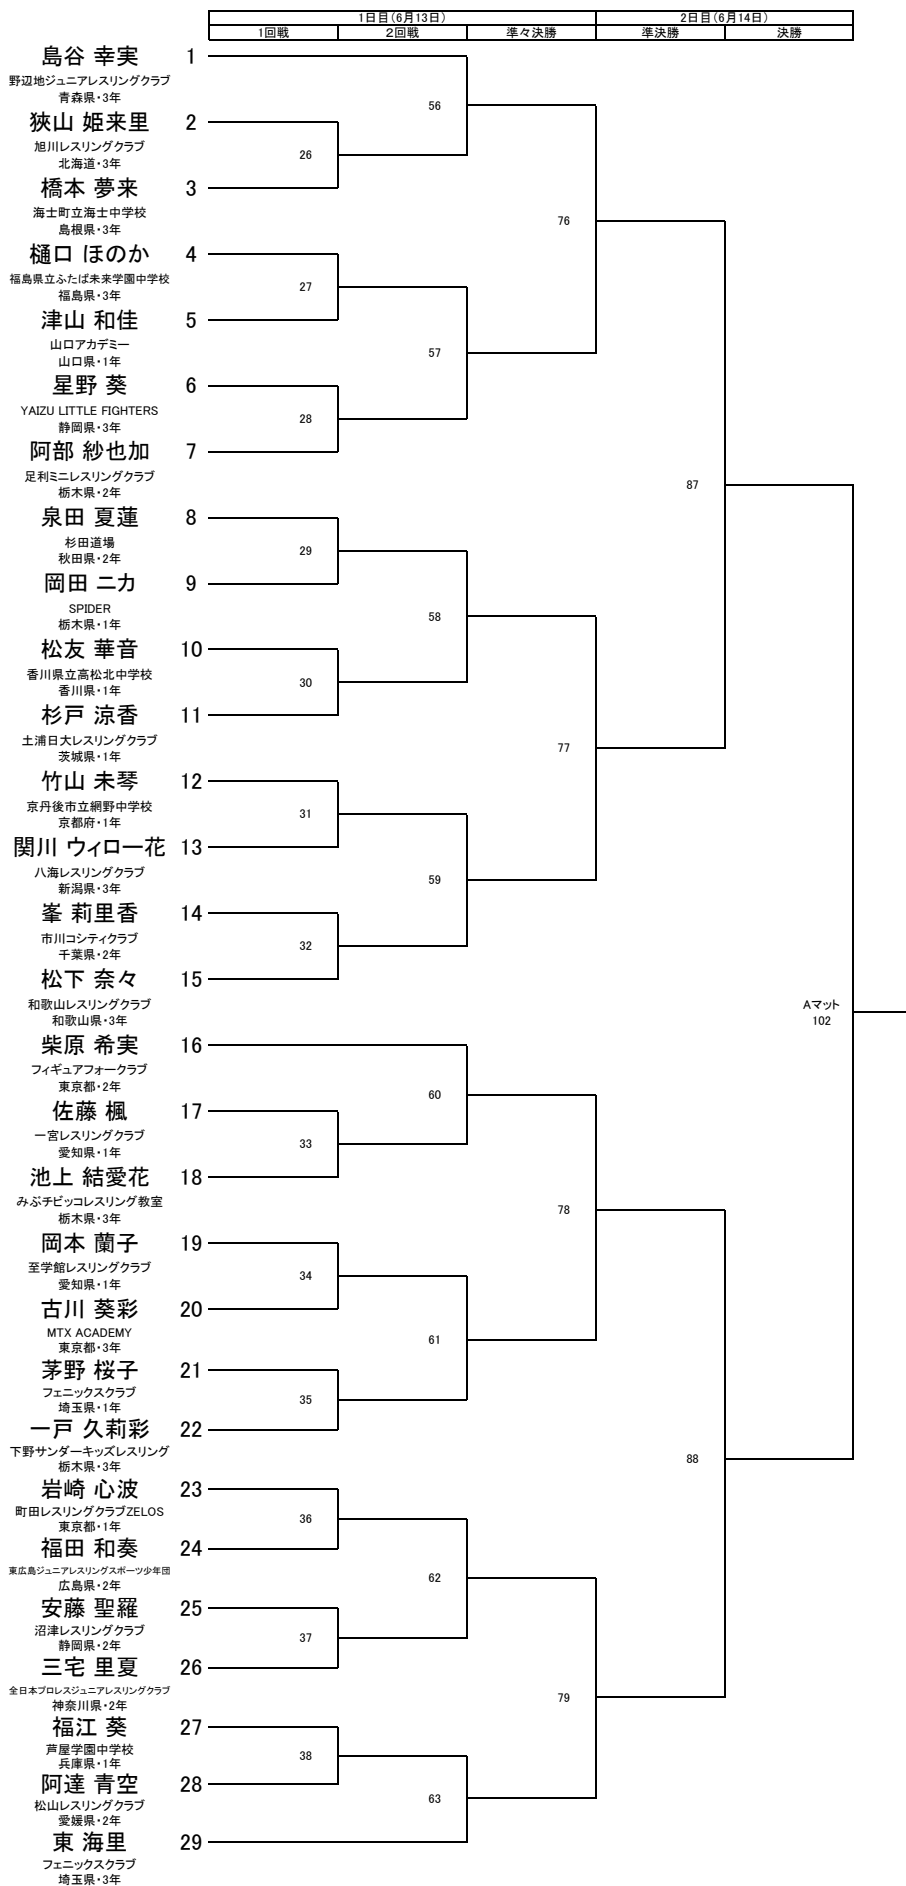 1日目(6月13日) 2日目(6月14日)
1回戦 2回戦 準々決勝 準決勝 決勝
島谷 幸実 1
野辺地ジュニアレスリングクラブ
青森県・3年
56
狹山 姫来里 2
旭川レスリングクラブ
26
北海道・3年
橋本 夢来 3
海士町立海士中学校
島根県・3年
76
樋口 ほのか 4
福島県立ふたば未来学園中学校
27
福島県・3年
津山 和佳 5
山口アカデミー
57
山口県・1年
星野 葵 6
YAIZU LITTLE FIGHTERS
28
静岡県・3年
阿部 紗也加 7
足利ミニレスリングクラブ
87
栃木県・2年
泉田 夏蓮 8
杉田道場
29
秋田県・2年
岡田 二力 9
SPIDER
58
栃木県・1年
松友 華音 10
香川県立高松北中学校
30
香川県・1年
杉戸 涼香 11
土浦日大レスリングクラブ
77
茨城県・1年
竹山 未琴 12
京丹後市立網野中学校
31
京都府・1年
関川 ウィロー花 13
八海レスリングクラブ
59
新潟県・3年
峯 莉里香 14
市川コシティクラブ
32
千葉県・2年
松下 奈々 15
和歌山レスリングクラブ
Aマット
和歌山県・3年
102
柴原 希実 16
フィギュアフォークラブ
東京都・2年
60
佐藤 楓 17
一宮レスリングクラブ
33
愛知県・1年
池上 結愛花 18
みぶチビッコレスリング教室
78
栃木県・3年
岡本 蘭子 19
至学館レスリングクラブ
34
愛知県・1年
古川 葵彩 20
MTX ACADEMY
61
東京都・3年
茅野 桜子 21
フェニックスクラブ
35
埼玉県・1年
一戸 久莉彩 22
下野サンダーキッズレスリング
88
栃木県・3年
岩崎 心波 23
町田レスリングクラブZELOS
36
東京都・1年
福田 和奏 24
東広島ジュニアレスリングスポーツ少年団
62
広島県・2年
安藤 聖羅 25
沼津レスリングクラブ
37
静岡県・2年
三宅 里夏 26
全日本プロレスジュニアレスリングクラブ
79
神奈川県・2年
福江 葵 27
芦屋学園中学校
38
兵庫県・1年
阿達 青空 28
松山レスリングクラブ
63
愛媛県・2年
東 海里 29
フェニックスクラブ
埼玉県・3年